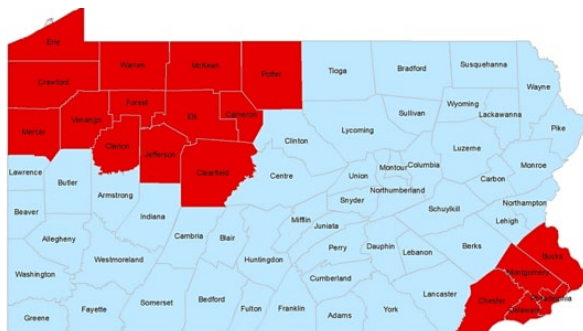 Erie
Warren
McKean
Potter
Tioga
Bradford
Susquehanna
Crawford
Wayne
Forest
Wyoming
Lackawanna
Venango
Elk
Cameron
Sullivan
Mercer
Lycoming
Pike
Clinton
Clarion
Jefferson
Luzerne
Clearfield
Monroe
Lawrence
Centre
Union
Montour
Columbia
Carbon
Butler
Armstrong
Northumberland
Snyder
Northampton
Beaver
Indiana
Schuylkill
Lehigh
Mifflin
Juniata
Allegheny
Cambria
Blair
Perry
Dauphin
Lebanon
Berks
Bucks
Westmoreland
Huntingdon
Montgomery
Washington
Cumberland
Lancaster
Philadelphia
Chester
Delaware
Somerset
Bedford
Fulton
Franklin
Adams
York
Fayette
Greene